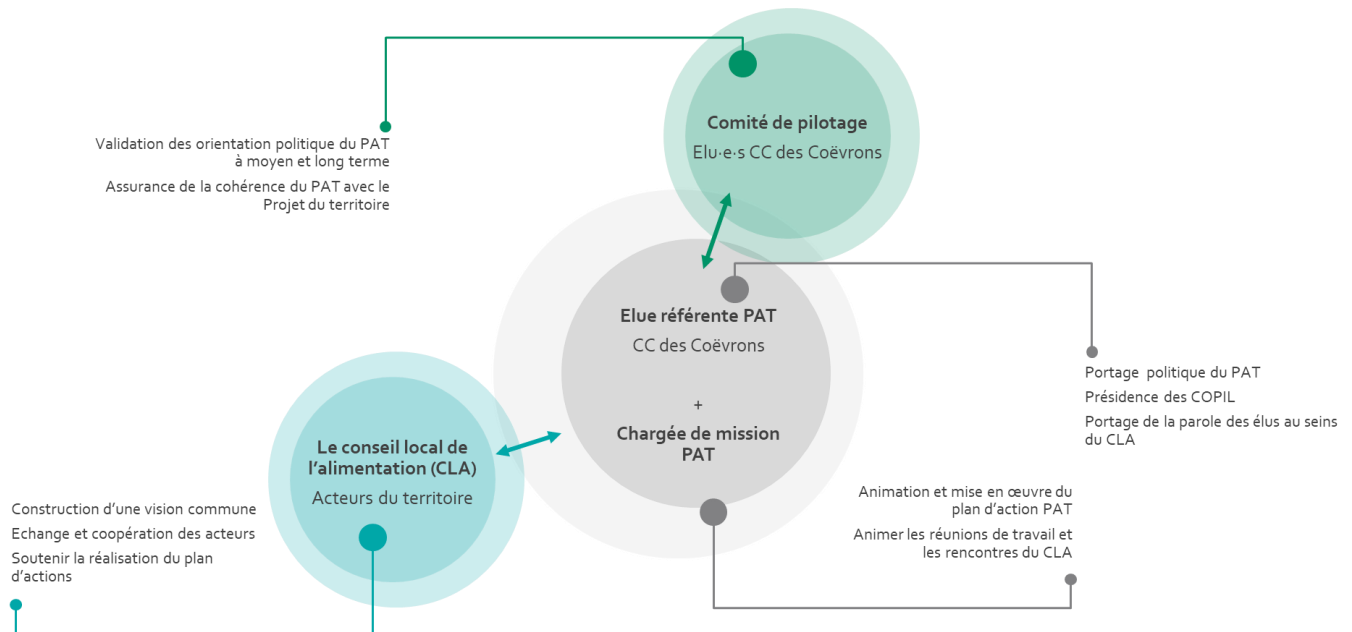 Comité de pilotage
Elu·e·s CC des Coëvrons
Validation des orientation politique du PAT
à moyen et long terme
Assurance de la cohérence du PAT avec le
Projet du territoire
Elue référente PAT
CC des Coëvrons
+
Chargée de mission
PAT
Portage  politique du PAT
Présidence des COPIL
Portage de la parole des élus au seins
du CLA
Le conseil local de
l’alimentation (CLA)
Acteurs du territoire
Construction d’une vision commune
Echange et coopération des acteurs
Soutenir la réalisation du plan
d’actions
Animation et mise en œuvre du
plan d’action PAT
Animer les réunions de travail et
les rencontres du CLA